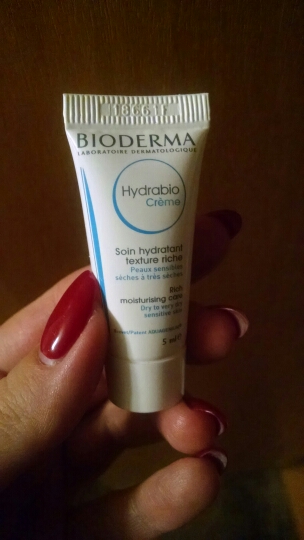 BIODERMA
LABORATOIRE DERMATOLOGIQUE
Hydrabio
Crème
Soin hydratant
texture riche
Peaux sensibles
sèches à très sèches
Rich
moisturising care
Dry to very dry
sensitive skin
5 ml